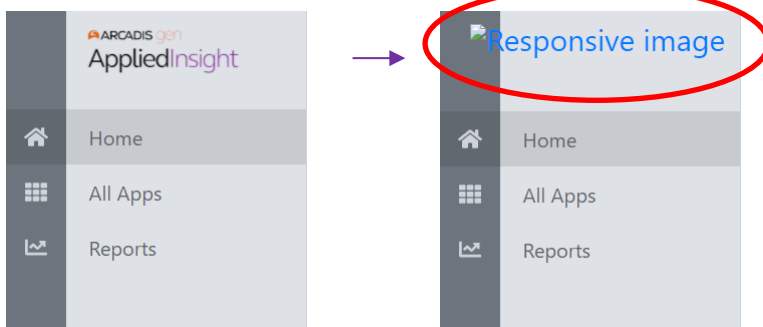 ARCADIS gen
AppliedInsight
Home
All Apps
Reports
Responsive image
Home
All Apps
Reports